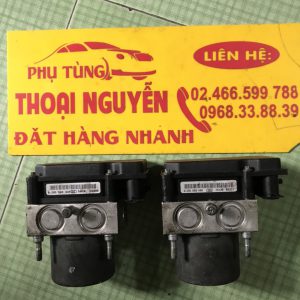 PHỤ TÙNG
THOẠI NGUYỄN
ĐẶT HÀNG NHANH
LIÊN HỆ:
02.466.599 788
0968.33.88.39